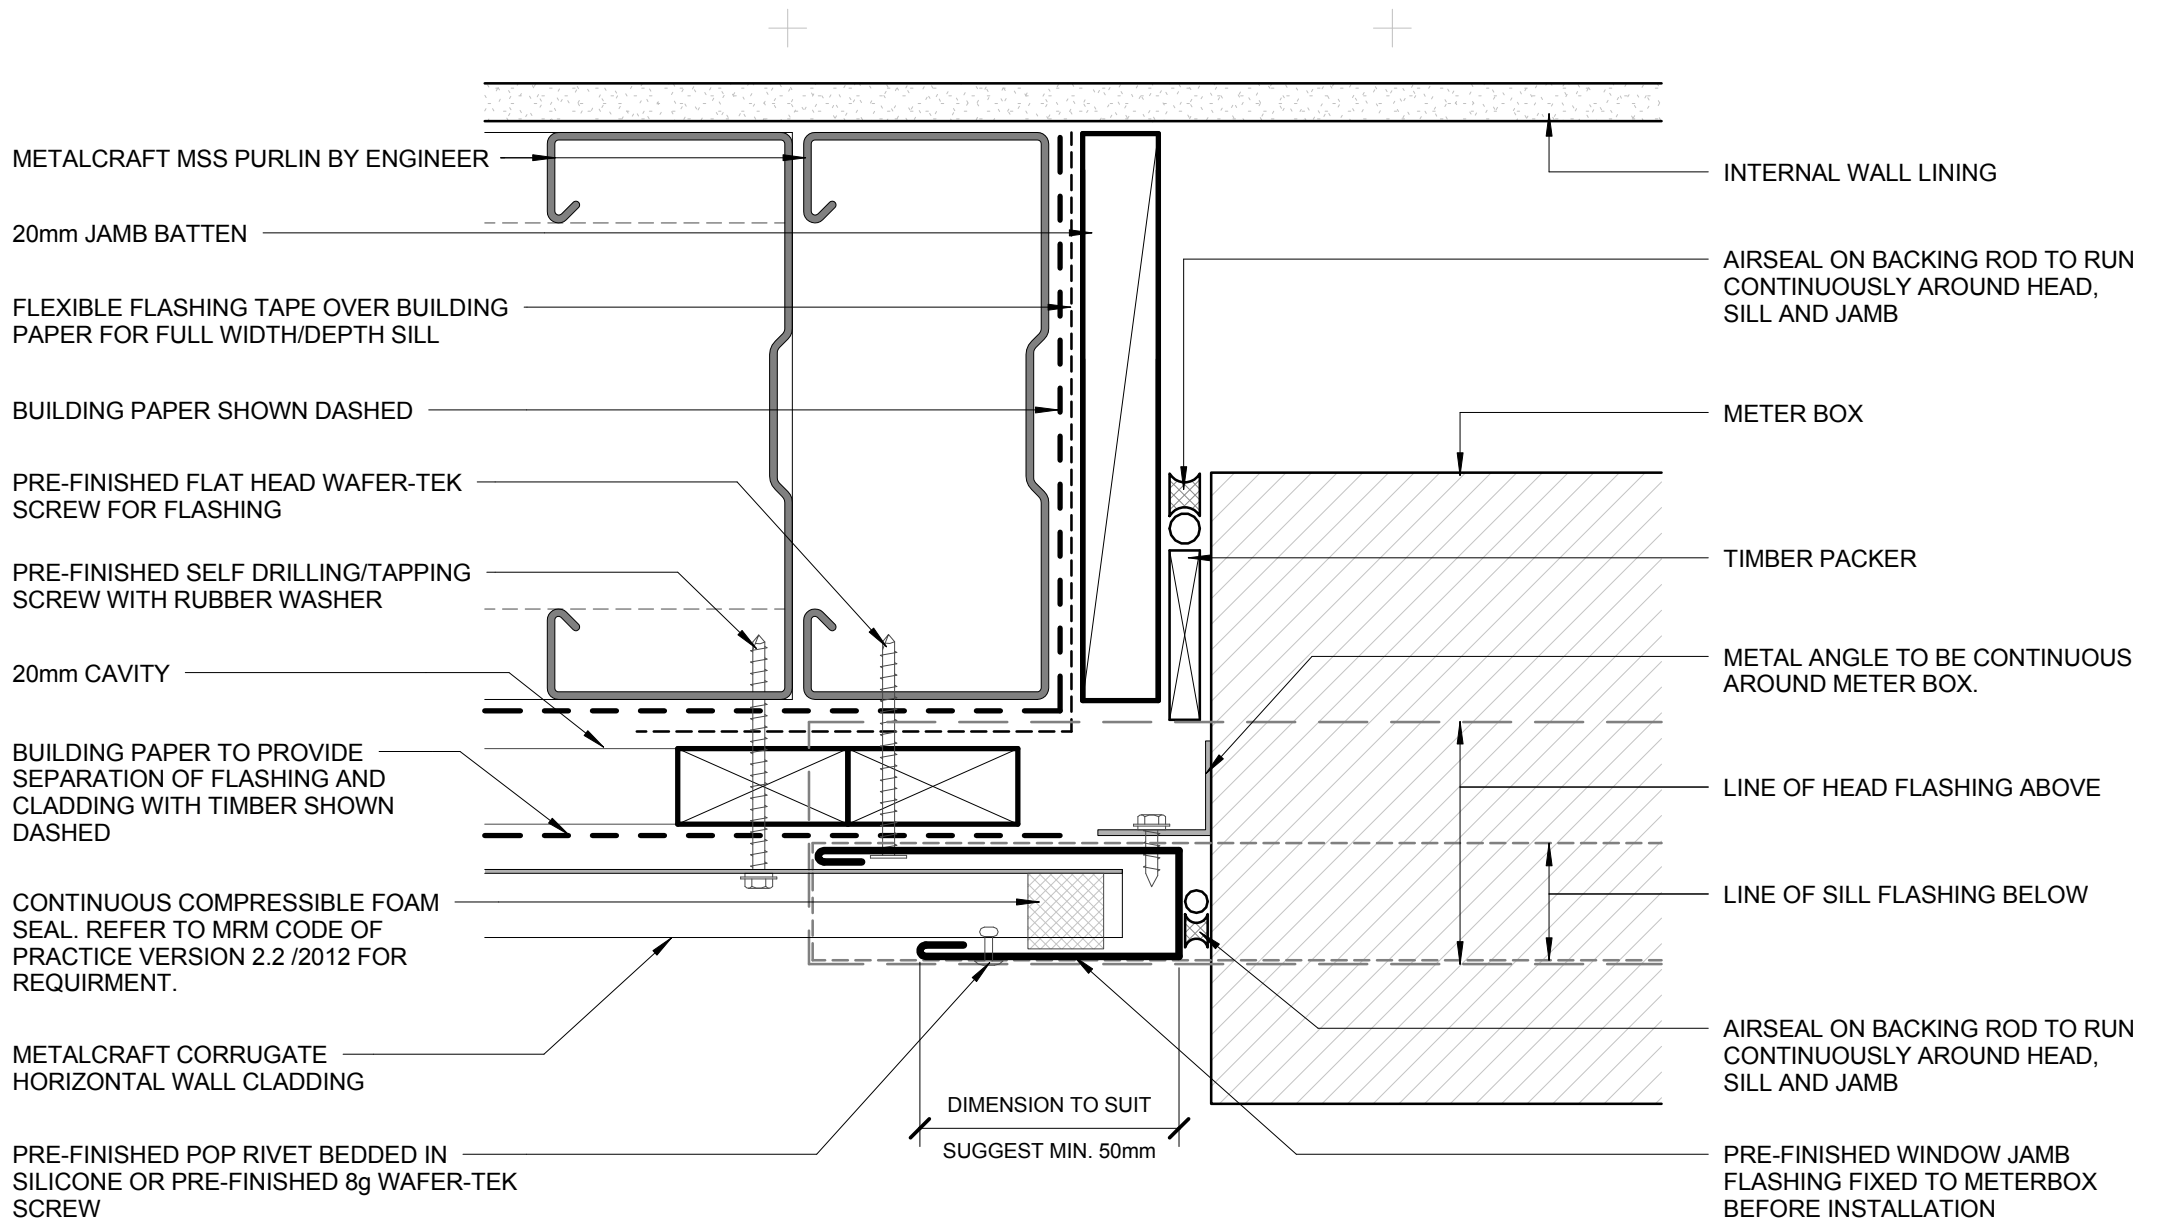 METALCRAFT MSS PURLIN BY ENGINEER
20mm JAMB BATTEN
FLEXIBLE FLASHING TAPE OVER BUILDING
PAPER FOR FULL WIDTH/DEPTH SILL
BUILDING PAPER SHOWN DASHED
PRE-FINISHED FLAT HEAD WAFER-TEK
SCREW FOR FLASHING
PRE-FINISHED SELF DRILLING/TAPPING
SCREW WITH RUBBER WASHER
20mm CAVITY
BUILDING PAPER TO PROVIDE
SEPARATION OF FLASHING AND
CLADDING WITH TIMBER SHOWN
DASHED
CONTINUOUS COMPRESSIBLE FOAM
SEAL. REFER TO MRM CODE OF
PRACTICE VERSION 2.2 /2012 FOR
REQUIRMENT.
METALCRAFT CORRUGATE
HORIZONTAL WALL CLADDING
PRE-FINISHED POP RIVET BEDDED IN
SILICONE OR PRE-FINISHED 8g WAFER-TEK
SCREW
DIMENSION TO SUIT
SUGGEST MIN. 50mm
INTERNAL WALL LINING
AIRSEAL ON BACKING ROD TO RUN
CONTINUOUSLY AROUND HEAD,
SILL AND JAMB
METER BOX
TIMBER PACKER
METAL ANGLE TO BE CONTINUOUS
AROUND METER BOX.
LINE OF HEAD FLASHING ABOVE
LINE OF SILL FLASHING BELOW
AIRSEAL ON BACKING ROD TO RUN
CONTINUOUSLY AROUND HEAD,
SILL AND JAMB
PRE-FINISHED WINDOW JAMB
FLASHING FIXED TO METERBOX
BEFORE INSTALLATION